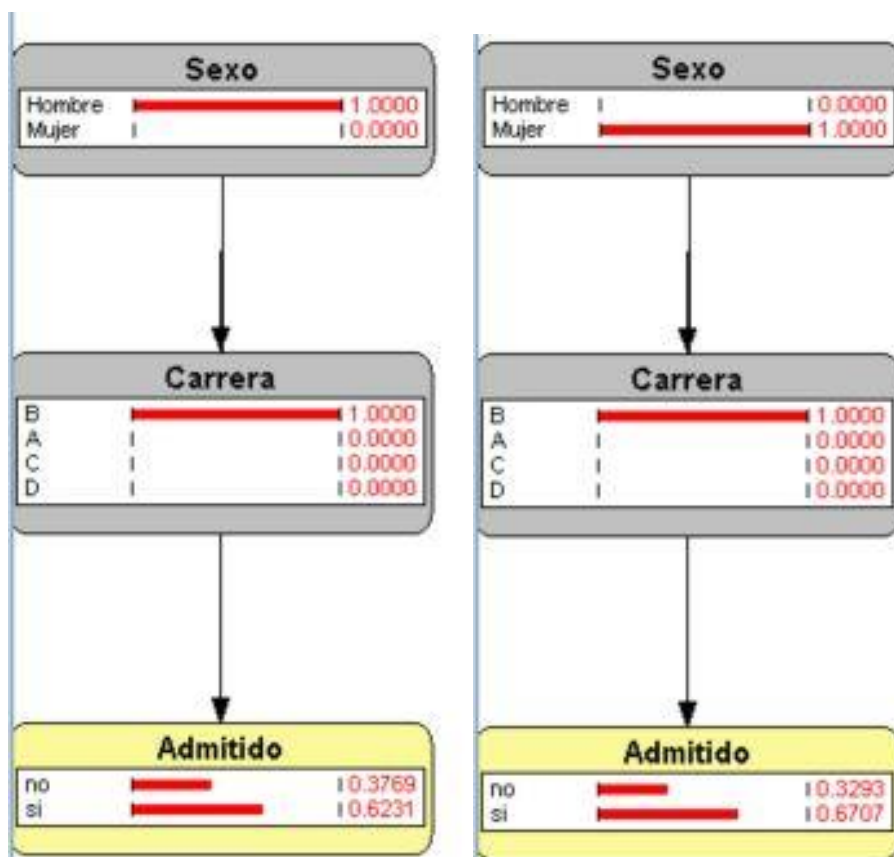 Sexo
Hombre 1.0000
Mujer 0.0000
Carrera
B 1.0000
A 0.0000
C 0.0000
D 0.0000
Admitido
no 0.3769
si 0.6231
Sexo
Hombre 0.0000
Mujer 1.0000
Carrera
B 1.0000
A 0.0000
C 0.0000
D 0.0000
Admitido
no 0.3293
si 0.6707